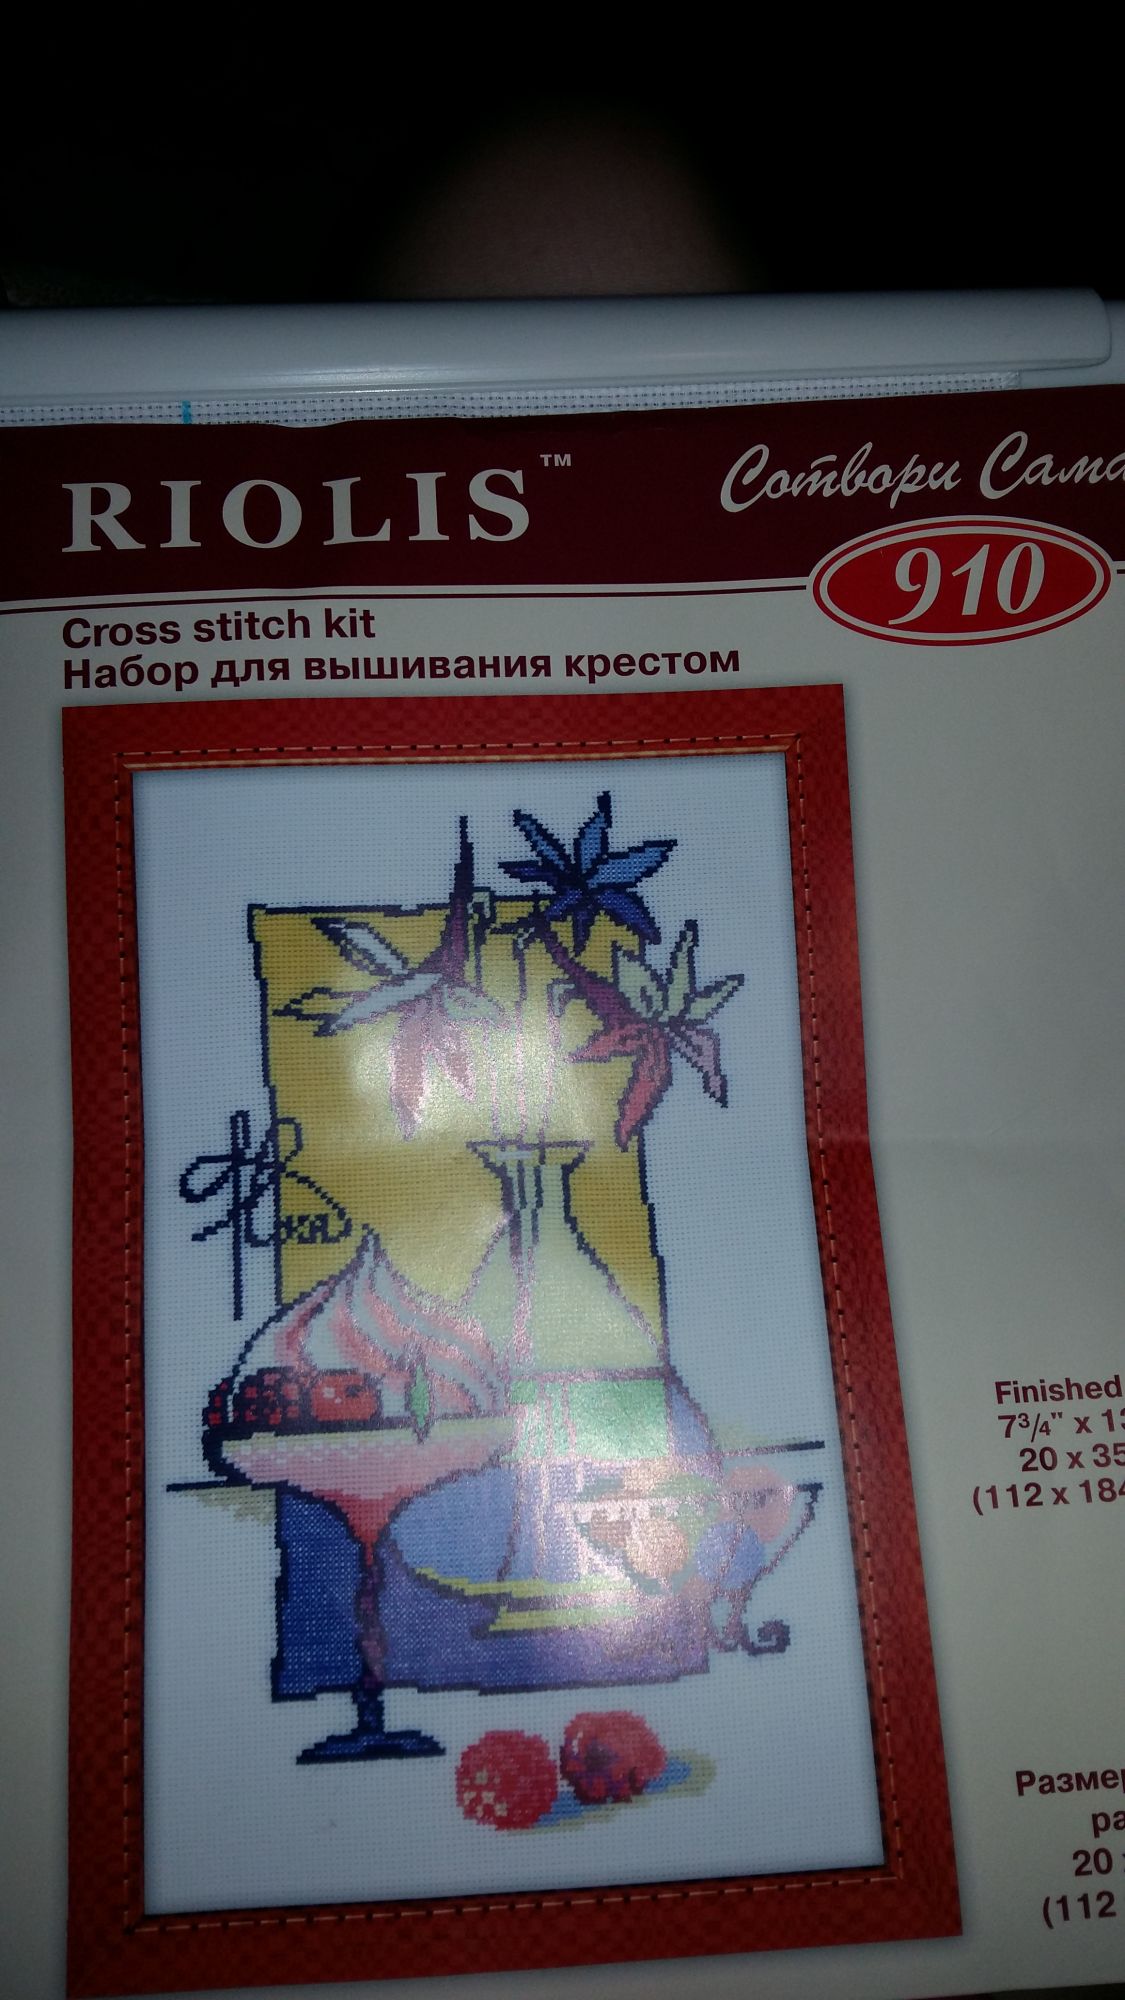 RIOLIS™
Сотвори Сама
910
Cross stitch kit
Набор для вышивания крестом
Finished
7¾" x 13
20 x 35
(112 x 184
Размер
ра
20
(112